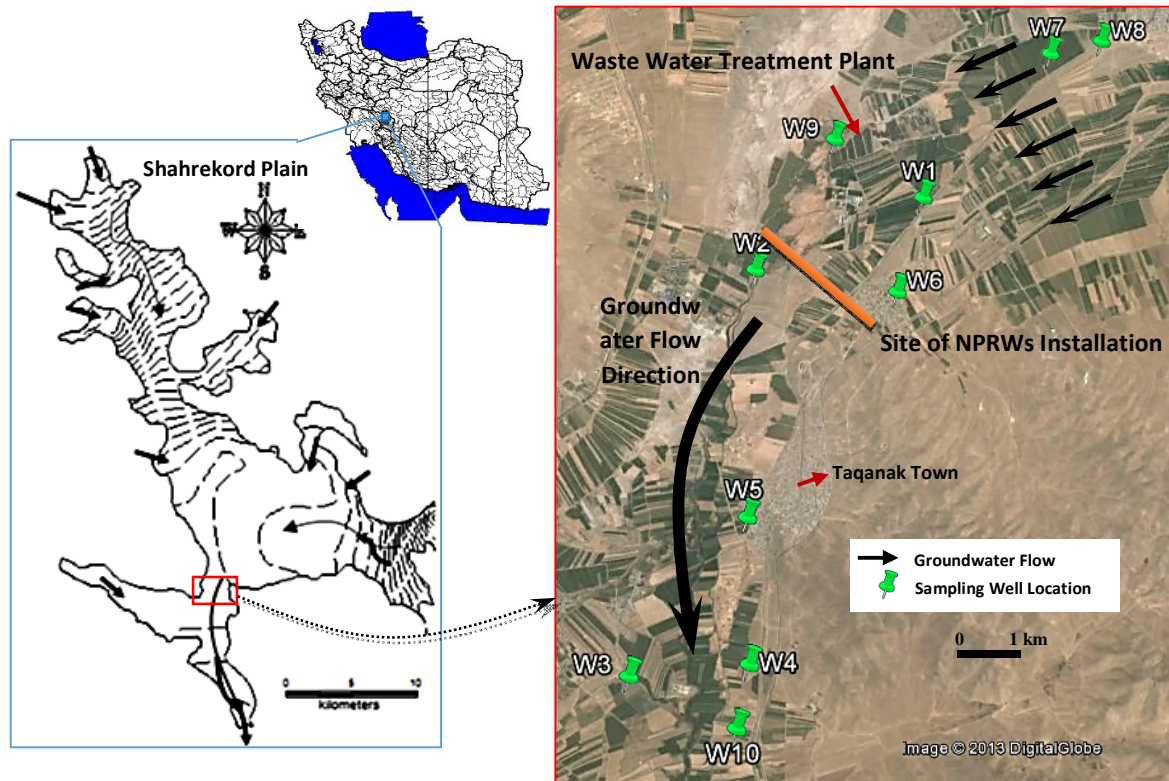 Shahrekord Plain
N
W
E
S
0 5 10
kilometers
Waste Water Treatment Plant
W7
W8
W9
W1
W2
W6
Groundw
ater Flow
Direction
Site of NPRWs Installation
Taqanak Town
W5
Groundwater Flow
Sampling Well Location
0 1 km
W3
W4
W10
Image © 2013 DigitalGlobe